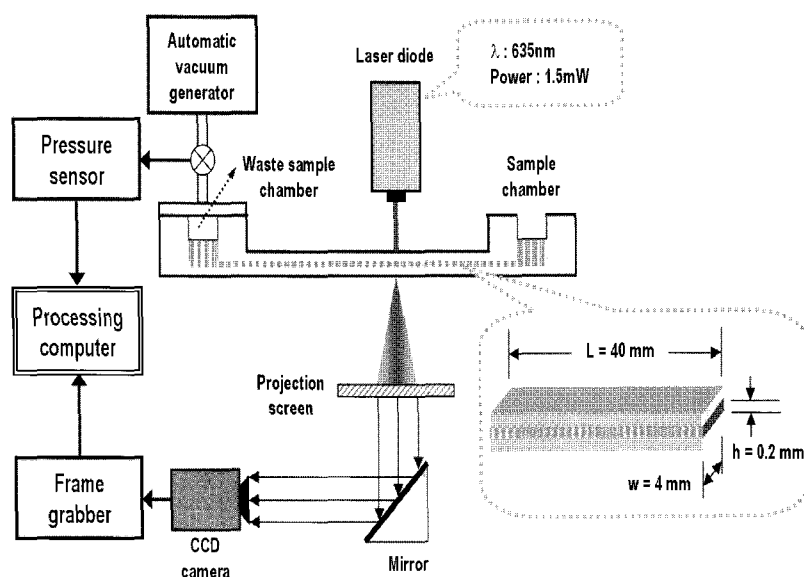 Automatic
vacuum
generator
Laser diode
λ : 635nm
Power : 1.5mW
Pressure
sensor
Waste sample
chamber
Sample
chamber
Processing
computer
Projection
screen
L = 40 mm
h = 0.2 mm
w = 4 mm
Frame
grabber
CCD
camera
Mirror